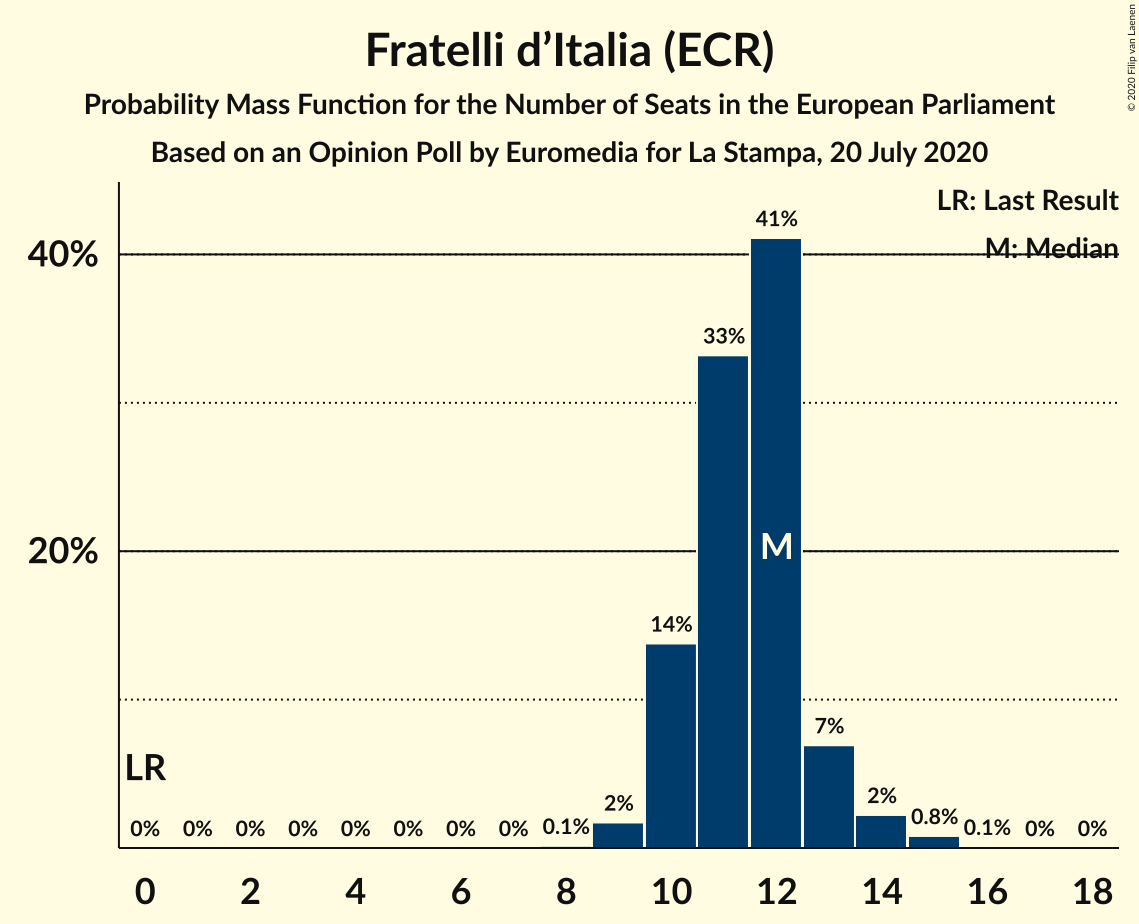 Fratelli d’Italia (ECR)
Probability Mass Function for the Number of Seats in the European Parliament
Based on an Opinion Poll by Euromedia for La Stampa, 20 July 2020
© 2020 Filip van Laenen
LR: Last Result
M: Median
41%
40%
33%
20%
M
14%
7%
LR
2%
2%
0.8%
0% 0% 0% 0% 0% 0% 0% 0% 0.1% 0.1% 0% 0%
0 2 4 6 8 10 12 14 16 18